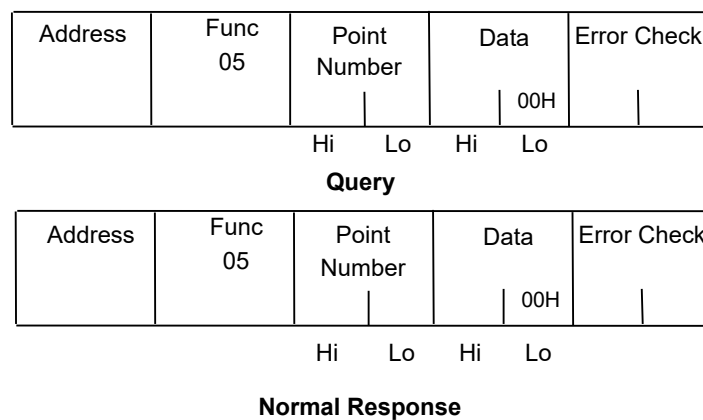 Address Func Point Data Error Check
05 Number
00H
Hi Lo Hi Lo
Query
Address Func Point Data Error Check
05 Number
00H
Hi Lo Hi Lo
Normal Response